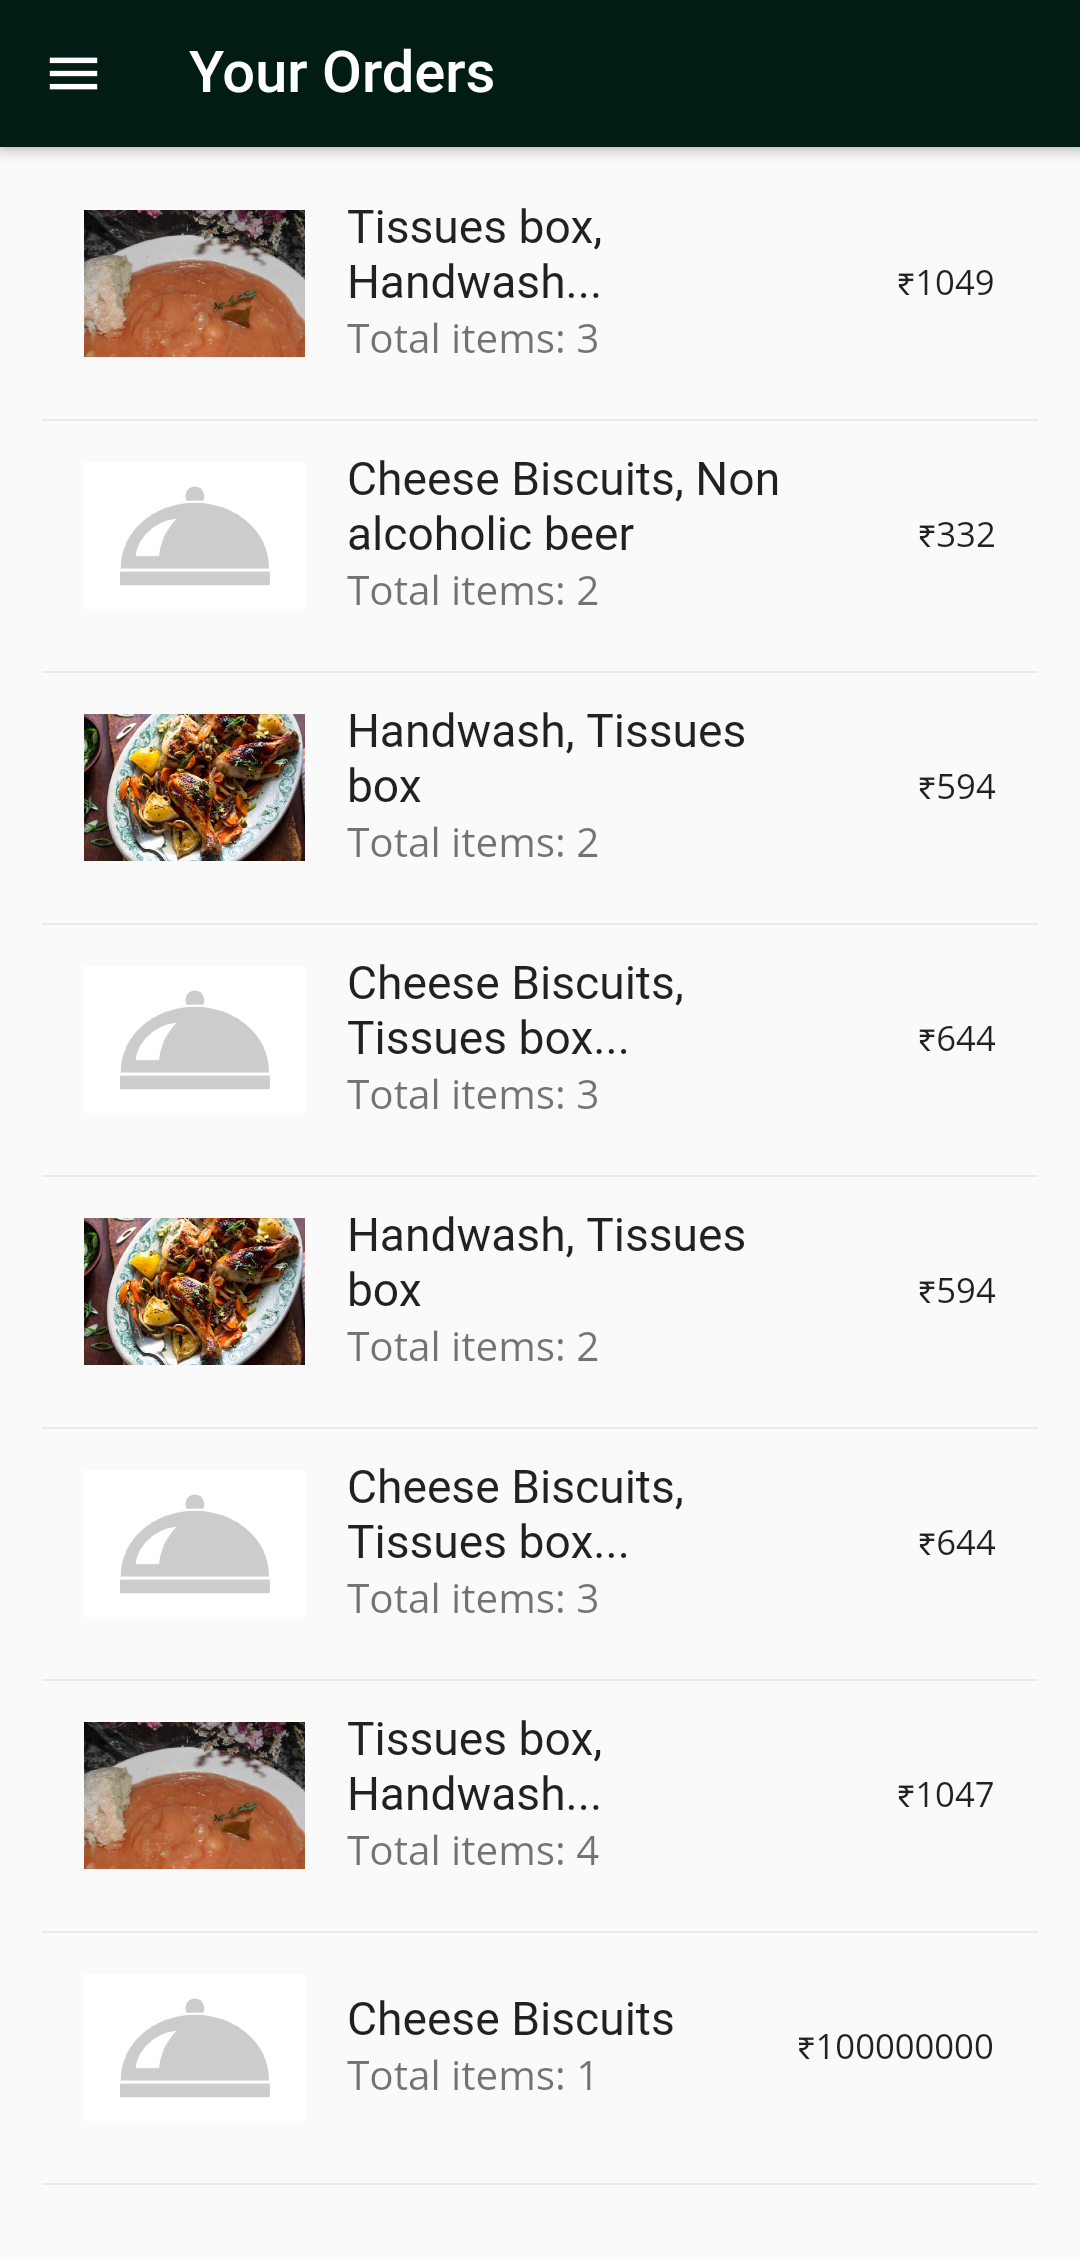 Your Orders
Tissues box,
Handwash...
₹1049
Total items: 3
Cheese Biscuits, Non
alcoholic beer
₹332
Total items: 2
Handwash, Tissues
box
₹594
Total items: 2
Cheese Biscuits,
Tissues box...
₹644
Total items: 3
Handwash, Tissues
box
₹594
Total items: 2
Cheese Biscuits,
Tissues box...
₹644
Total items: 3
Tissues box,
Handwash...
₹1047
Total items: 4
Cheese Biscuits
₹100000000
Total items: 1